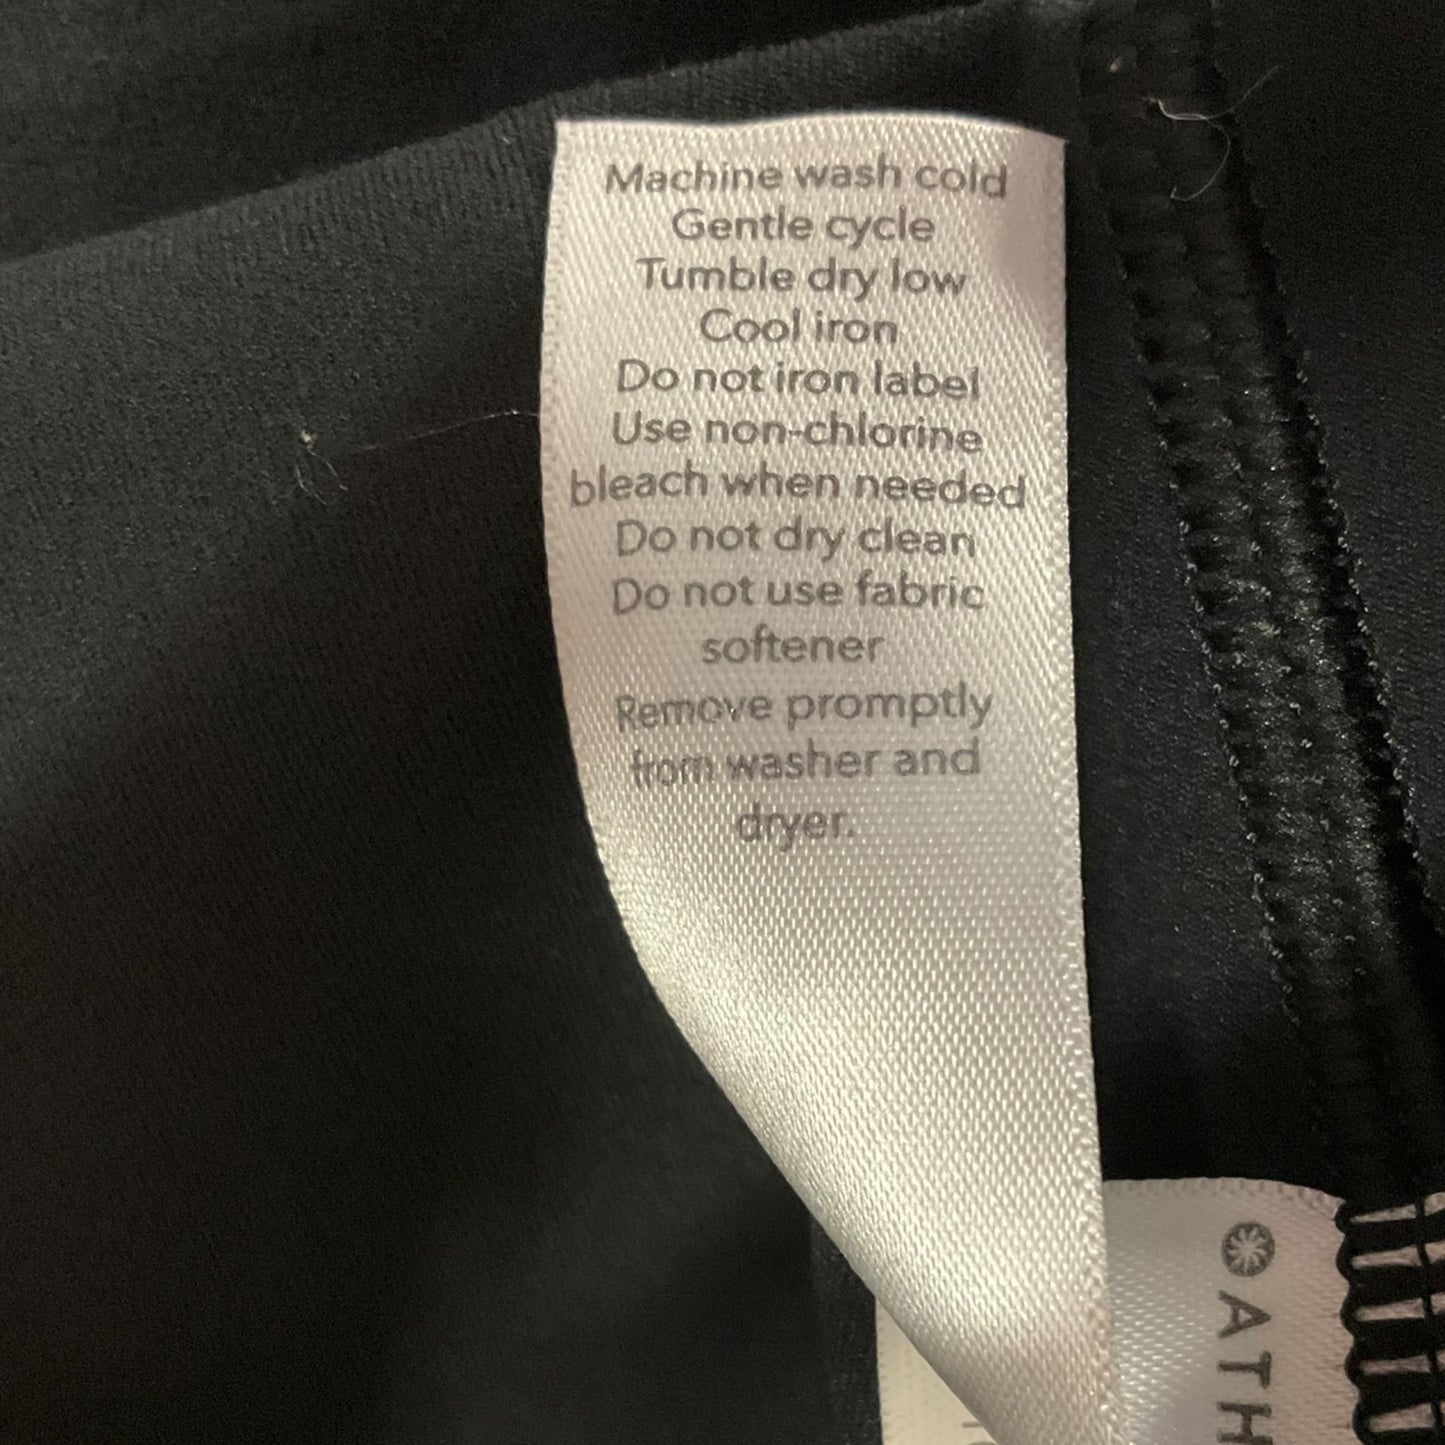 Machine wash cold
Gentle cycle
Tumble dry low
Cool iron
Do not iron label
Use non-chlorine
bleach when needed
Do not dry clean
Do not use fabric
softener
Remove promptly
from washer and
dryer.
ATH